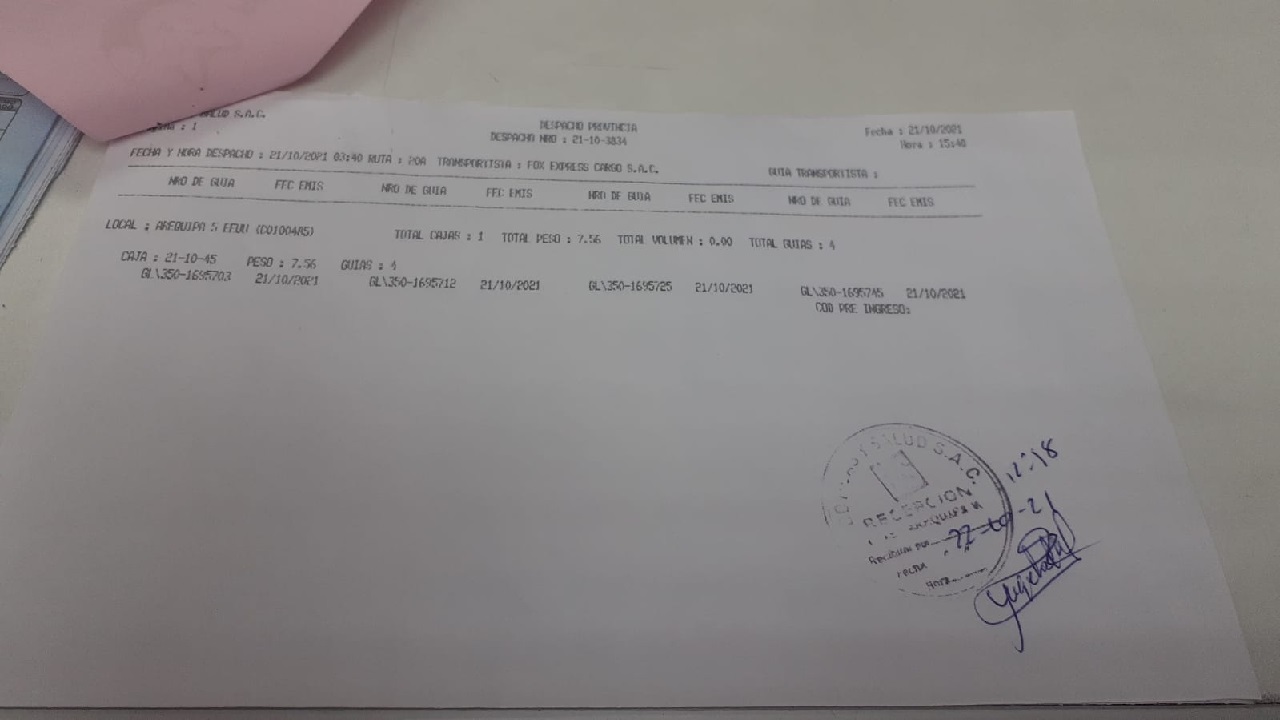 SALUD S.A.C.
: 1
DESPACHO PROVINCIA
DESPACHO NRO : 21-10-3834
Fecha : 21/10/2021
Hora : 15:40
FECHA Y HORA DESPACHO : 21/10/2021 03:40 RUTA : 20A TRANSPORTISTA : FOX EXPRESS CARGO S.A.C.
GUIA TRANSPORTISTA :
NRO DE GUIA FEC EMIS NRO DE GUIA FEC EMIS NRO DE GUIA FEC EMIS NRO DE GUIA FEC EMIS
LOCAL : AREQUIPA 5 EEUU (C01004A5) TOTAL CAJAS : 1 TOTAL PESO : 7.56 TOTAL VOLUMEN : 0.00 TOTAL GUIAS : 4
CAJA : 21-10-45 PESO : 7.56 GUIAS : 4
GL\350-1695703 21/10/2021 GL\350-1695712 21/10/2021 GL\350-1695725 21/10/2021 GL\350-1695745 21/10/2021
COD PRE INGRESO:
SALUD S.A.C.
RECEPCION
FECHA
HORA
12:18
22-10-21